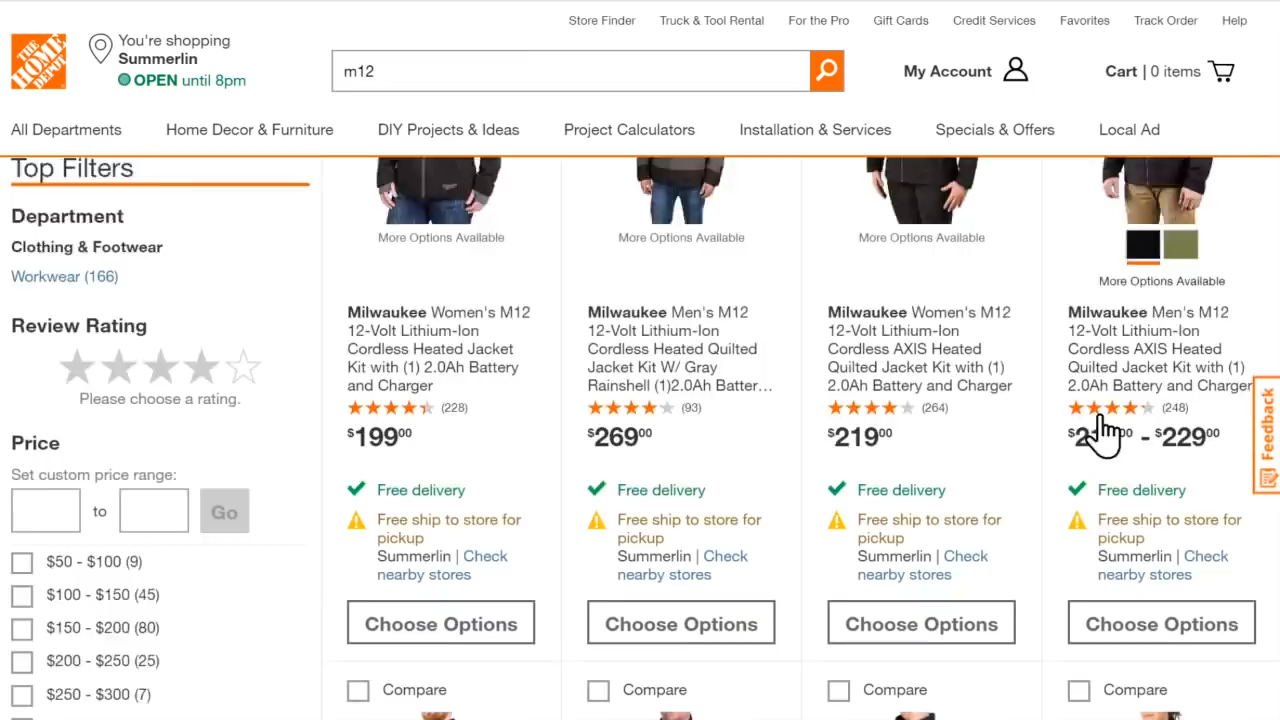 Store Finder Truck & Tool Rental For the Pro Gift Cards Credit Services Favorites Track Order Help
THE HOME DEPOT
You're shopping
Summerlin
OPEN until 8pm
m12
My Account
Cart | 0 items
All Departments Home Decor & Furniture DIY Projects & Ideas Project Calculators Installation & Services Specials & Offers Local Ad
Top Filters
Department
Clothing & Footwear
Workwear (166)
Review Rating
Please choose a rating.
Price
Set custom price range:
to
Go
$50 - $100 (9)
$100 - $150 (45)
$150 - $200 (80)
$200 - $250 (25)
$250 - $300 (7)
More Options Available
Milwaukee Women's M12
12-Volt Lithium-Ion
Cordless Heated Jacket
Kit with (1) 2.0Ah Battery
and Charger
(228)
$19900
Free delivery
Free ship to store for
pickup
Summerlin | Check
nearby stores
Choose Options
Compare
More Options Available
Milwaukee Men's M12
12-Volt Lithium-Ion
Cordless Heated Quilted
Jacket Kit W/ Gray
Rainshell (1)2.0Ah Batter...
(93)
$26900
Free delivery
Free ship to store for
pickup
Summerlin | Check
nearby stores
Choose Options
Compare
More Options Available
Milwaukee Women's M12
12-Volt Lithium-Ion
Cordless AXIS Heated
Quilted Jacket Kit with (1)
2.0Ah Battery and Charger
(264)
$21900
Free delivery
Free ship to store for
pickup
Summerlin | Check
nearby stores
Choose Options
Compare
More Options Available
Milwaukee Men's M12
12-Volt Lithium-Ion
Cordless AXIS Heated
Quilted Jacket Kit with (1)
2.0Ah Battery and Charger
(248)
- $22900
Free delivery
Free ship to store for
pickup
Summerlin | Check
nearby stores
Choose Options
Compare
Feedback